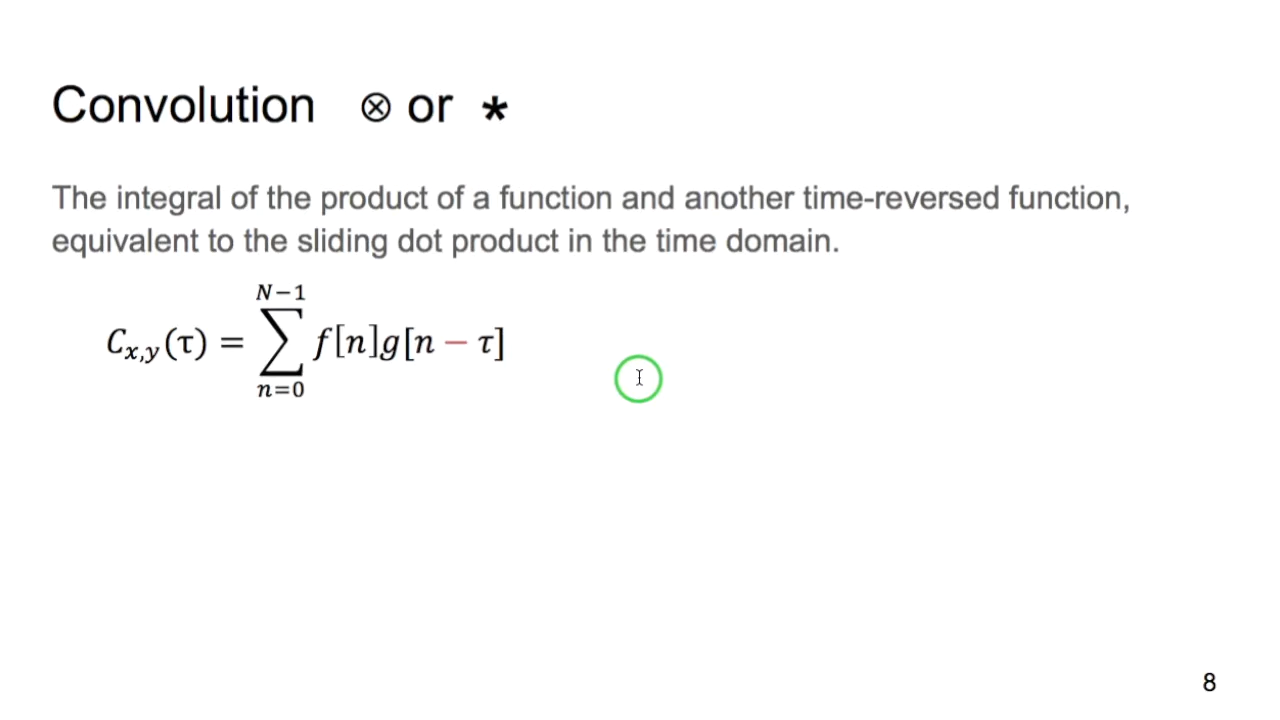 Convolution ⊗ or *
The integral of the product of a function and another time-reversed function,
equivalent to the sliding dot product in the time domain.
N−1
C_{x,y}(τ) = ∑ f[n]g[n − τ]
n=0
8